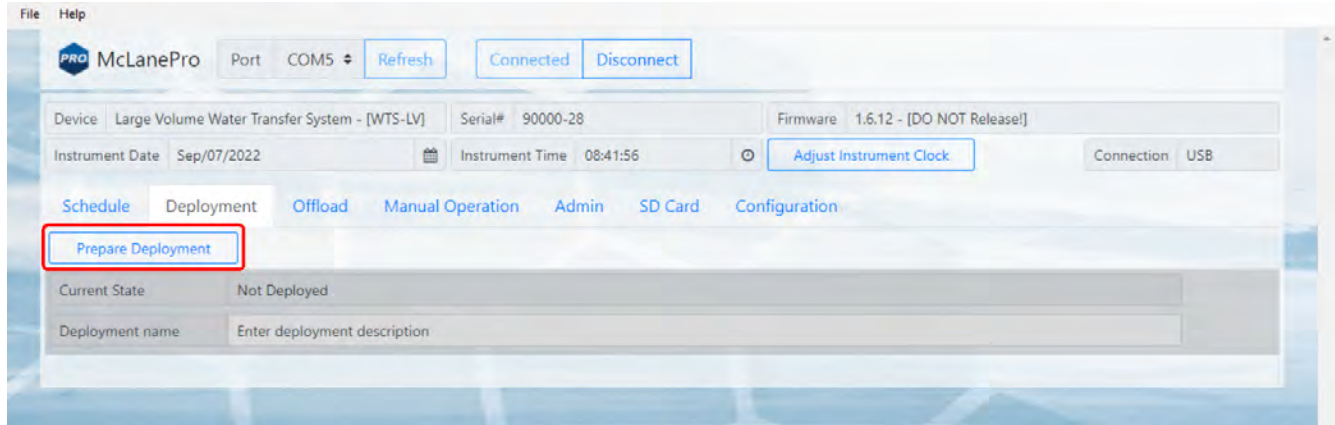 File Help
PRO McLanePro Port COM5 Refresh Connected Disconnect
Device Large Volume Water Transfer System - [WTS-LV] Serial# 90000-28 Firmware 1.6.12 - [DO NOT Release!]
Instrument Date Sep/07/2022 Instrument Time 08:41:56 Adjust Instrument Clock Connection USB
Schedule Deployment Offload Manual Operation Admin SD Card Configuration
Prepare Deployment
Current State Not Deployed
Deployment name Enter deployment description